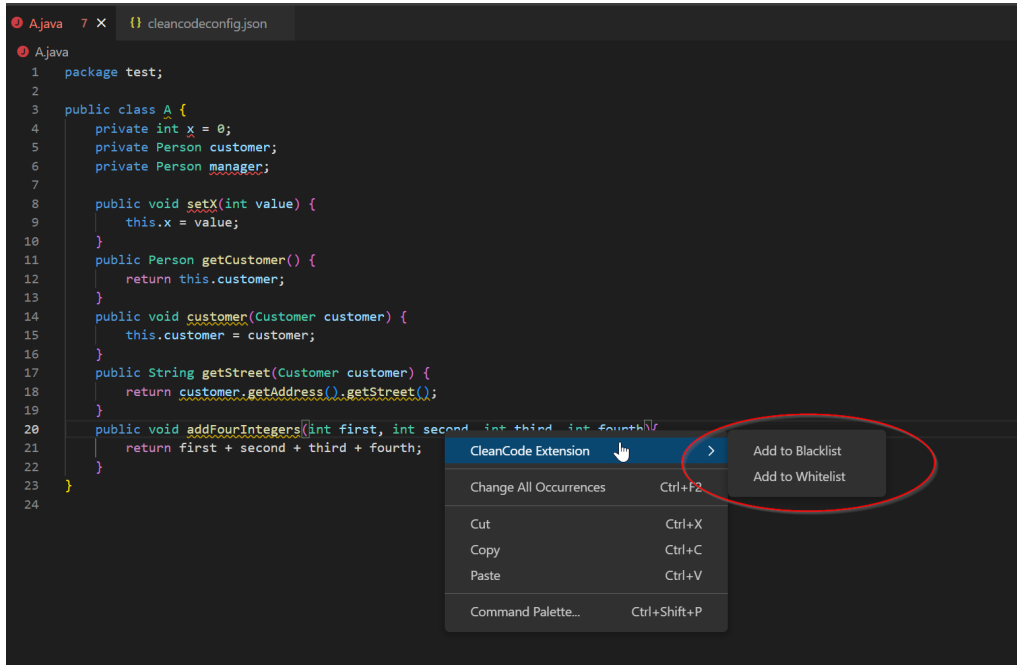 A.java 7 × {} cleancodeconfig.json
A.java
1 package test;
2
3 public class A {
4 private int x = 0;
5 private Person customer;
6 private Person manager;
7
8 public void setX(int value) {
9 this.x = value;
10 }
11 public Person getCustomer() {
12 return this.customer;
13 }
14 public void customer(Customer customer) {
15 this.customer = customer;
16 }
17 public String getStreet(Customer customer) {
18 return customer.getAddress().getStreet();
19 }
20 public void addFourIntegers(int first, int second, int third, int fourth){
21 return first + second + third + fourth;
22 }
23 }
24
CleanCode Extension >
Add to Blacklist
Add to Whitelist
Change All Occurrences Ctrl+F2
Cut Ctrl+X
Copy Ctrl+C
Paste Ctrl+V
Command Palette... Ctrl+Shift+P